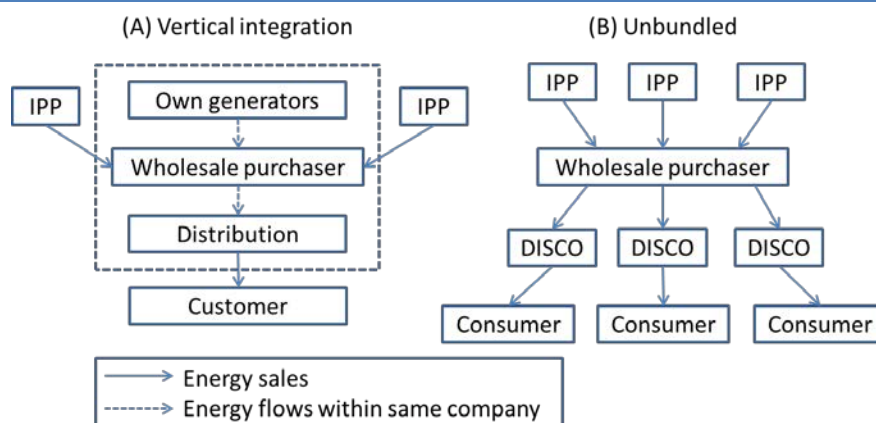 (A) Vertical integration
(B) Unbundled
IPP
Own generators
IPP
Wholesale purchaser
Distribution
Customer
IPP
IPP
IPP
Wholesale purchaser
DISCO
DISCO
DISCO
Consumer
Consumer
Consumer
Energy sales
Energy flows within same company